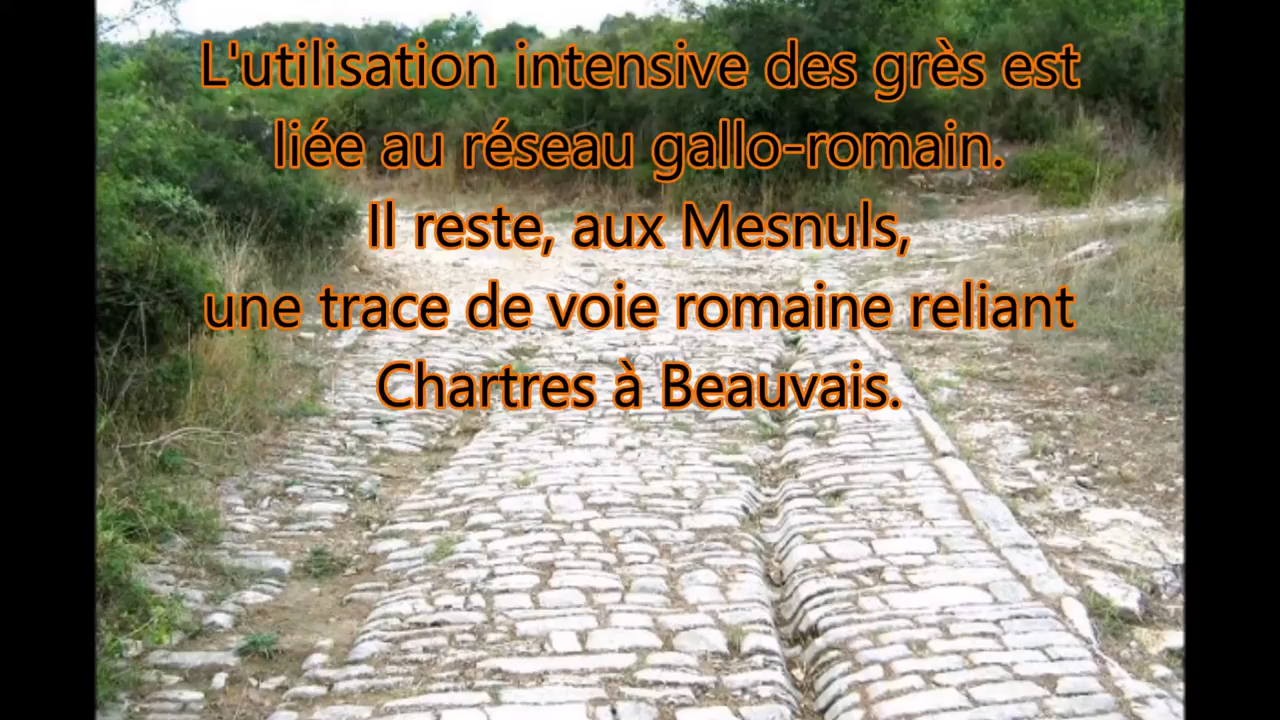 L'utilisation intensive des grès est
liée au réseau gallo-romain.
Il reste, aux Mesnuls,
une trace de voie romaine reliant
Chartres à Beauvais.